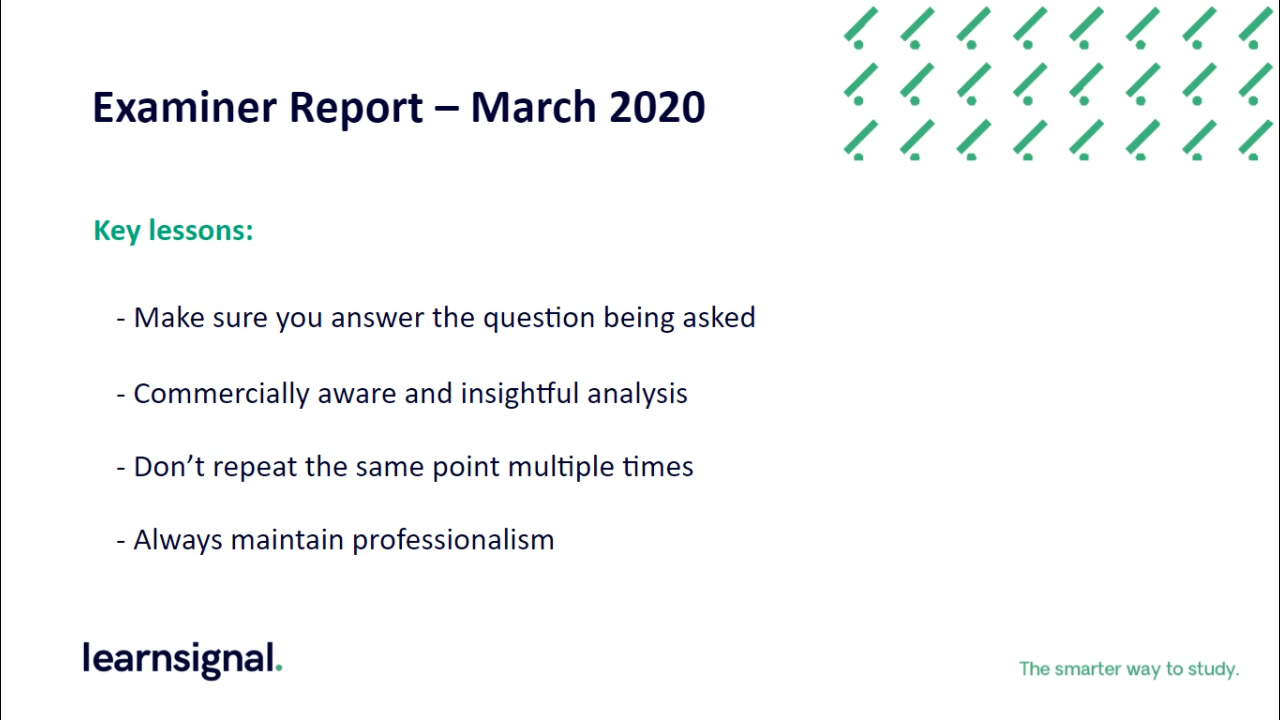 Examiner Report – March 2020
Key lessons:
- Make sure you answer the question being asked
- Commercially aware and insightful analysis
- Don’t repeat the same point multiple times
- Always maintain professionalism
learnsignal.
The smarter way to study.